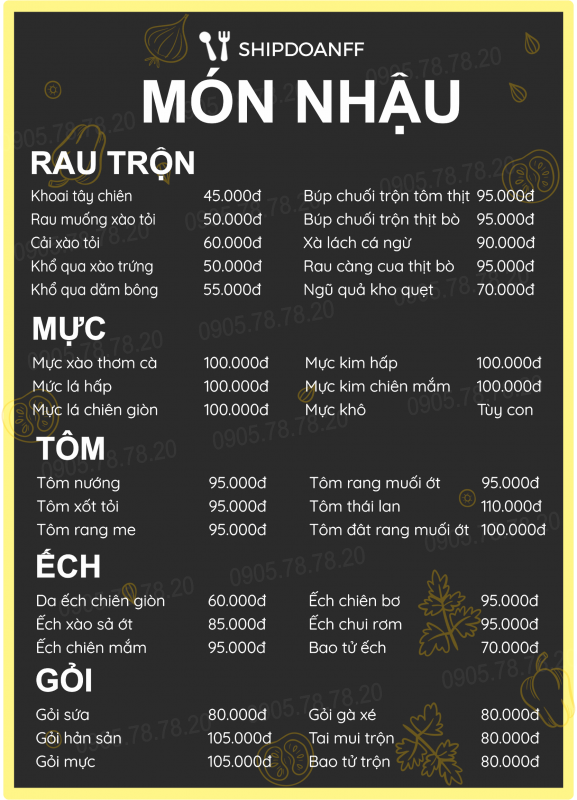 SHIPDOANFF
MÓN NHẬU
RAU TRỘN
Khoai tây chiên 45.000đ Búp chuối trộn tôm thịt 95.000đ
Rau muống xào tỏi 50.000đ Búp chuối trộn thịt bò 95.000đ
Cải xào tỏi 60.000đ Xà lách cá ngừ 90.000đ
Khổ qua xào trứng 50.000đ Rau càng cua thịt bò 95.000đ
Khổ qua dăm bông 55.000đ Ngũ quả kho quẹt 70.000đ
MỰC
Mực xào thơm cà 100.000đ Mực kim hấp 100.000đ
Mức lá hấp 100.000đ Mực kim chiên mắm 100.000đ
Mực lá chiên giòn 100.000đ Mực khô Tùy con
TÔM
Tôm nướng 95.000đ Tôm rang muối ớt 95.000đ
Tôm xốt tỏi 95.000đ Tôm thái lan 110.000đ
Tôm rang me 95.000đ Tôm đât rang muối ớt 100.000đ
ẾCH
Da ếch chiên giòn 60.000đ Ếch chiên bơ 95.000đ
Ếch xào sả ớt 85.000đ Ếch chui rơm 95.000đ
Ếch chiên mắm 95.000đ Bao tử ếch 70.000đ
GỎI
Gỏi sứa 80.000đ Gỏi gà xé 80.000đ
Gỏi hản sản 105.000đ Tai mui trộn 80.000đ
Gỏi mực 105.000đ Bao tử trộn 80.000đ
0905.78.78.20